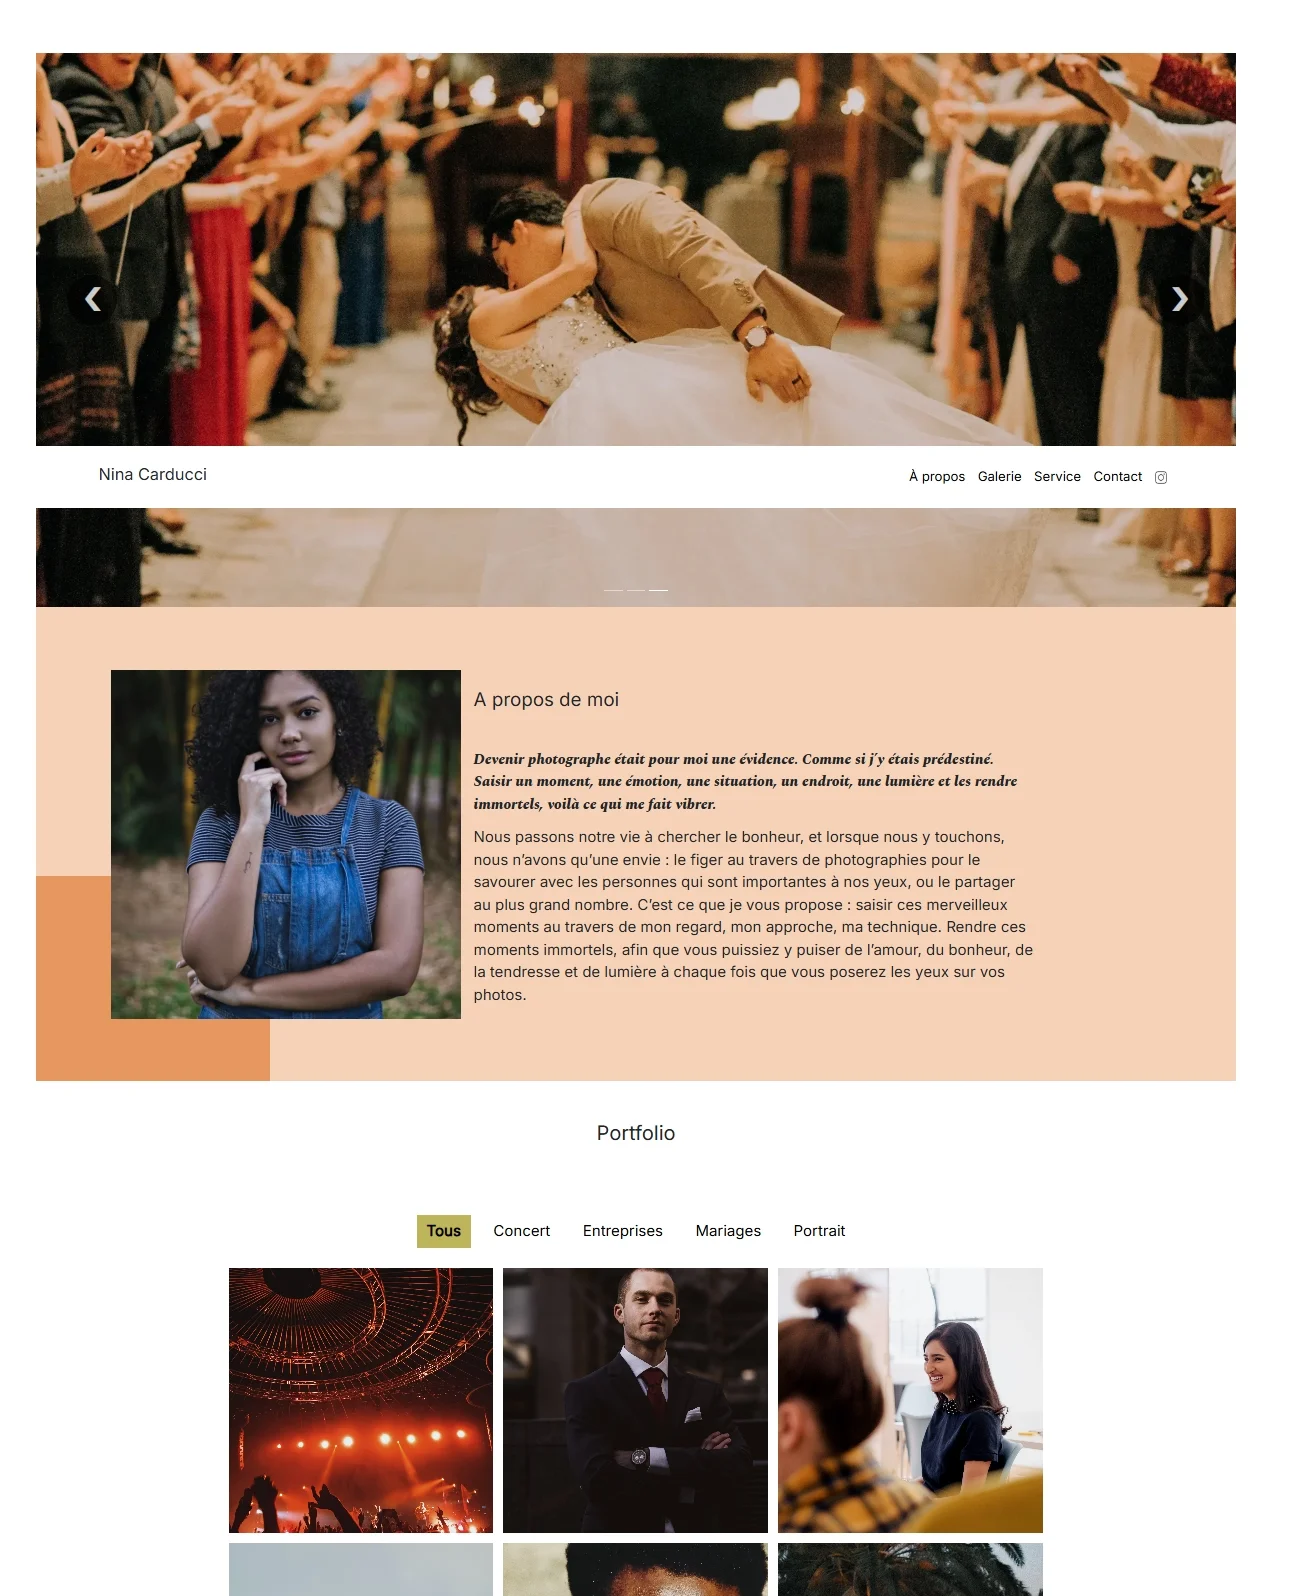 Nina Carducci
À propos Galerie Service Contact
A propos de moi
Devenir photographe était pour moi une évidence. Comme si j´y étais prédestiné.
Saisir un moment, une émotion, une situation, un endroit, une lumière et les rendre
immortels, voilà ce qui me fait vibrer.
Nous passons notre vie à chercher le bonheur, et lorsque nous y touchons,
nous n’avons qu’une envie : le figer au travers de photographies pour le
savourer avec les personnes qui sont importantes à nos yeux, ou le partager
au plus grand nombre. C’est ce que je vous propose : saisir ces merveilleux
moments au travers de mon regard, mon approche, ma technique. Rendre ces
moments immortels, afin que vous puissiez y puiser de l’amour, du bonheur, de
la tendresse et de lumière à chaque fois que vous poserez les yeux sur vos
photos.
Portfolio
Tous Concert Entreprises Mariages Portrait